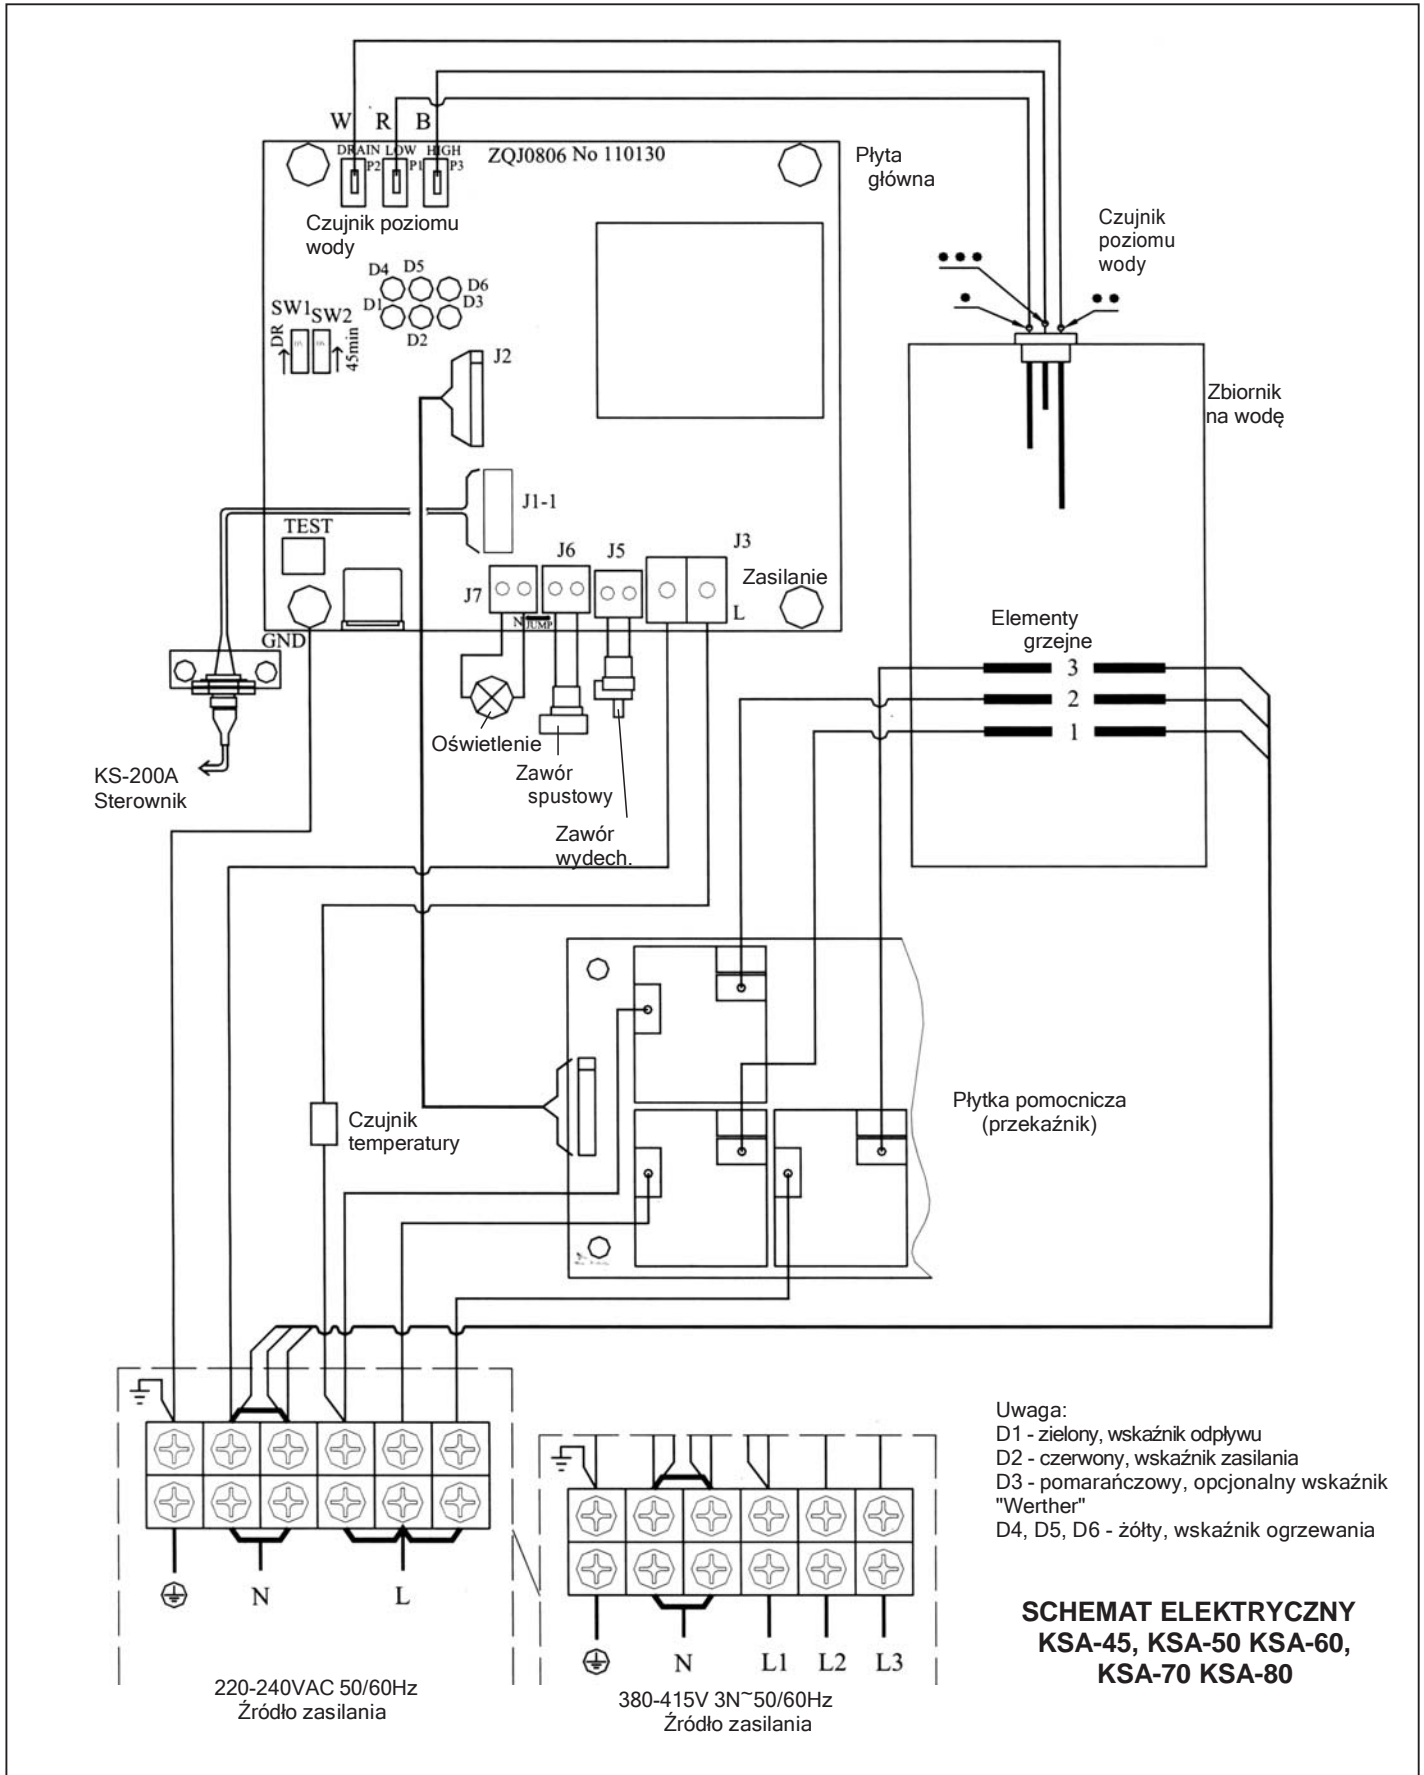 W R B
DRAIN LOW HIGH
P2 P1 P3
ZQJ0806 No 110130
Płyta
główna
Czujnik poziomu
wody
Czujnik
poziomu
wody
D4 D5 D6
D1 D2 D3
SW1 SW2
DR
45min
J2
Zbiornik
na wodę
J1-1
TEST
J6 J5 J3
J7
Zasilanie
N JUMP
L
GND
Elementy
grzejne
3
2
1
Oświetlenie
KS-200A
Sterownik
Zawór
spustowy
Zawór
wydech.
Płytka pomocnicza
(przekaźnik)
Czujnik
temperatury
Uwaga:
D1 - zielony, wskaźnik odpływu
D2 - czerwony, wskaźnik zasilania
D3 - pomarańczowy, opcjonalny wskaźnik
"Werther"
D4, D5, D6 - żółty, wskaźnik ogrzewania
N L
220-240VAC 50/60Hz
Źródło zasilania
N L1 L2 L3
380-415V 3N~50/60Hz
Źródło zasilania
SCHEMAT ELEKTRYCZNY
KSA-45, KSA-50 KSA-60,
KSA-70 KSA-80